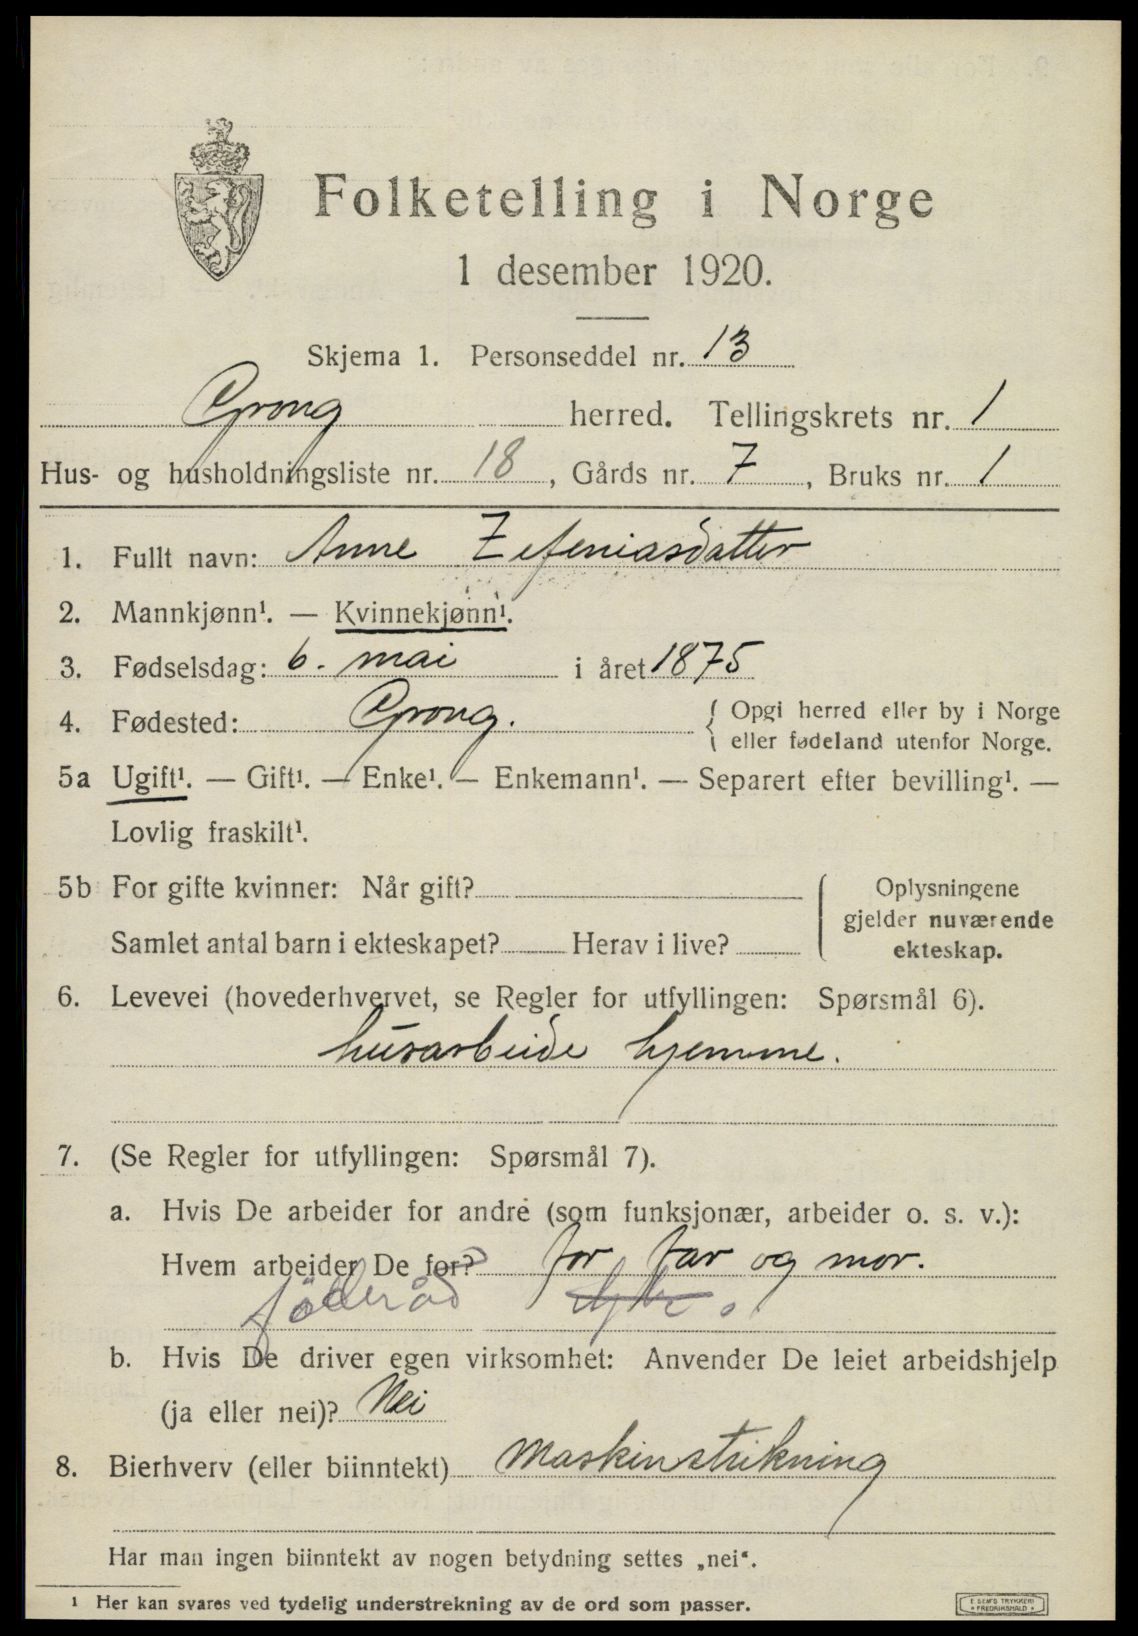 Folketelling i Norge
1 desember 1920.
Skjema 1. Personseddel nr. 13
Grong herred. Tellingskrets nr. 1
Hus- og husholdningsliste nr. 18, Gårds nr. 7, Bruks nr. 1
1. Fullt navn: Anne Zefeniasdatter
2. Mannkjønn¹. — Kvinnekjønn¹.
3. Fødselsdag: 6. mai i året 1875
4. Fødested: Grong. { Opgi herred eller by i Norge
eller fødeland utenfor Norge.
5a Ugift¹. — Gift¹. — Enke¹. — Enkemann¹. — Separert efter bevilling¹. —
Lovlig fraskilt¹.
5b For gifte kvinner: Når gift?
Samlet antal barn i ekteskapet? Herav i live?
Oplysningene
gjelder nuværende
ekteskap.
6. Levevei (hovederhvervet, se Regler for utfyllingen: Spørsmål 6).
husarbeide hjemme.
7. (Se Regler for utfyllingen: Spørsmål 7).
a. Hvis De arbeider for andre (som funksjonær, arbeider o. s. v.):
Hvem arbeider De for? for far og mor.
föderåd
b. Hvis De driver egen virksomhet: Anvender De leiet arbeidshjelp
(ja eller nei)? Nei
8. Bierhverv (eller biinntekt) Maskinstrikning
Har man ingen biinntekt av nogen betydning settes „nei“.
¹ Her kan svares ved tydelig understrekning av de ord som passer.
E. SEMS TRYKKERI
FREDRIKSHALD